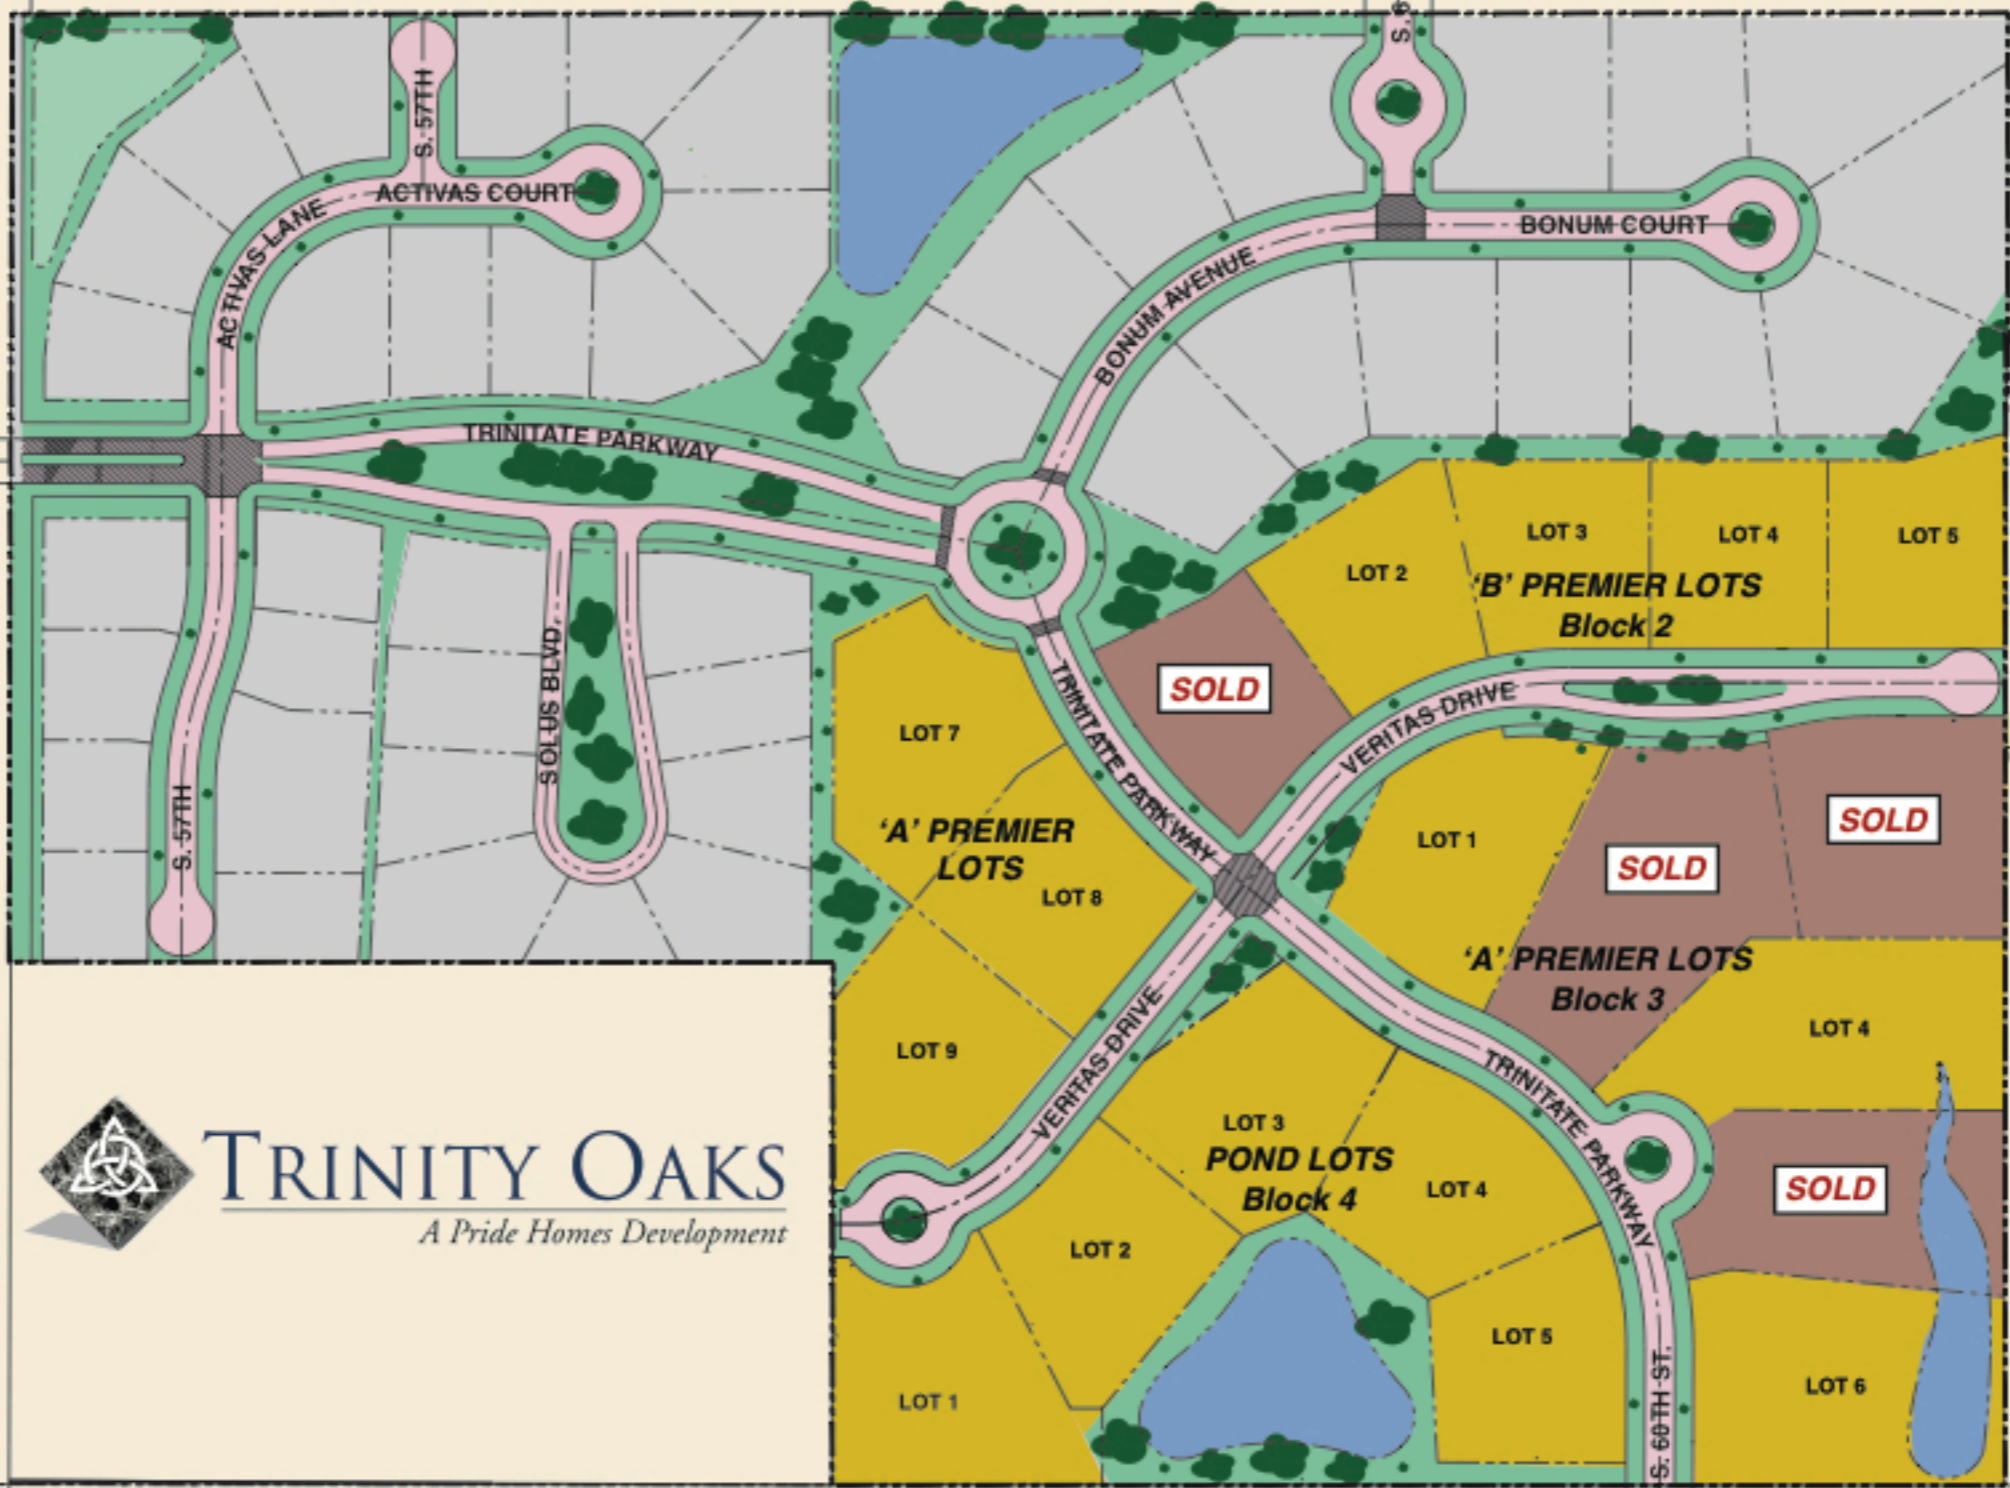 S. 6
S. 57TH
ACTIVAS COURT
ACTIVAS LANE
BONUM COURT
BONUM AVENUE
TRINITATE PARKWAY
LOT 3
LOT 4
LOT 5
LOT 2
'B' PREMIER LOTS
Block 2
SOLUS BLVD.
S. 57TH
TRINITATE PARKWAY
SOLD
VERITAS DRIVE
LOT 7
'A' PREMIER
LOTS
LOT 8
LOT 1
SOLD
SOLD
'A' PREMIER LOTS
Block 3
LOT 4
LOT 9
VERITAS DRIVE
TRINITATE PARKWAY
LOT 3
POND LOTS
Block 4
LOT 4
SOLD
LOT 2
LOT 5
LOT 6
LOT 1
S. 60TH ST.
TRINITY OAKS
A Pride Homes Development